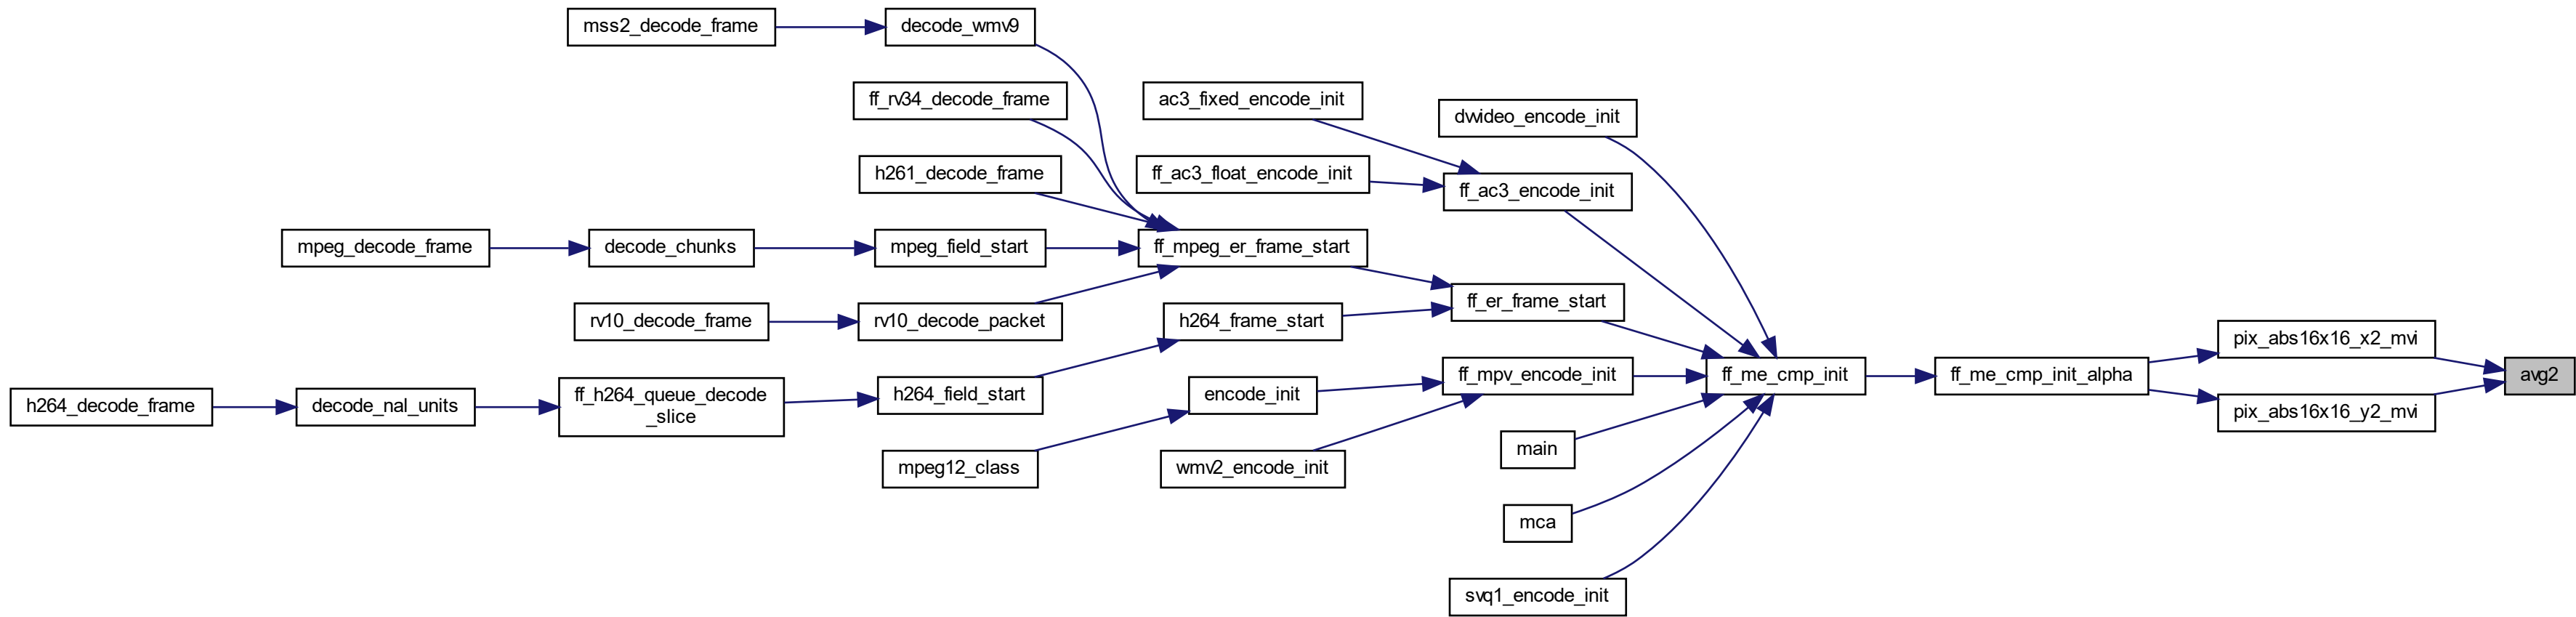 mss2_decode_frame
decode_wmv9
ff_rv34_decode_frame
ac3_fixed_encode_init
dvvideo_encode_init
h261_decode_frame
ff_ac3_float_encode_init
ff_ac3_encode_init
mpeg_decode_frame
decode_chunks
mpeg_field_start
ff_mpeg_er_frame_start
ff_er_frame_start
rv10_decode_frame
rv10_decode_packet
h264_frame_start
pix_abs16x16_x2_mvi
ff_mpv_encode_init
ff_me_cmp_init
ff_me_cmp_init_alpha
avg2
h264_decode_frame
decode_nal_units
ff_h264_queue_decode
_slice
h264_field_start
encode_init
pix_abs16x16_y2_mvi
main
mpeg12_class
wmv2_encode_init
mca
svq1_encode_init